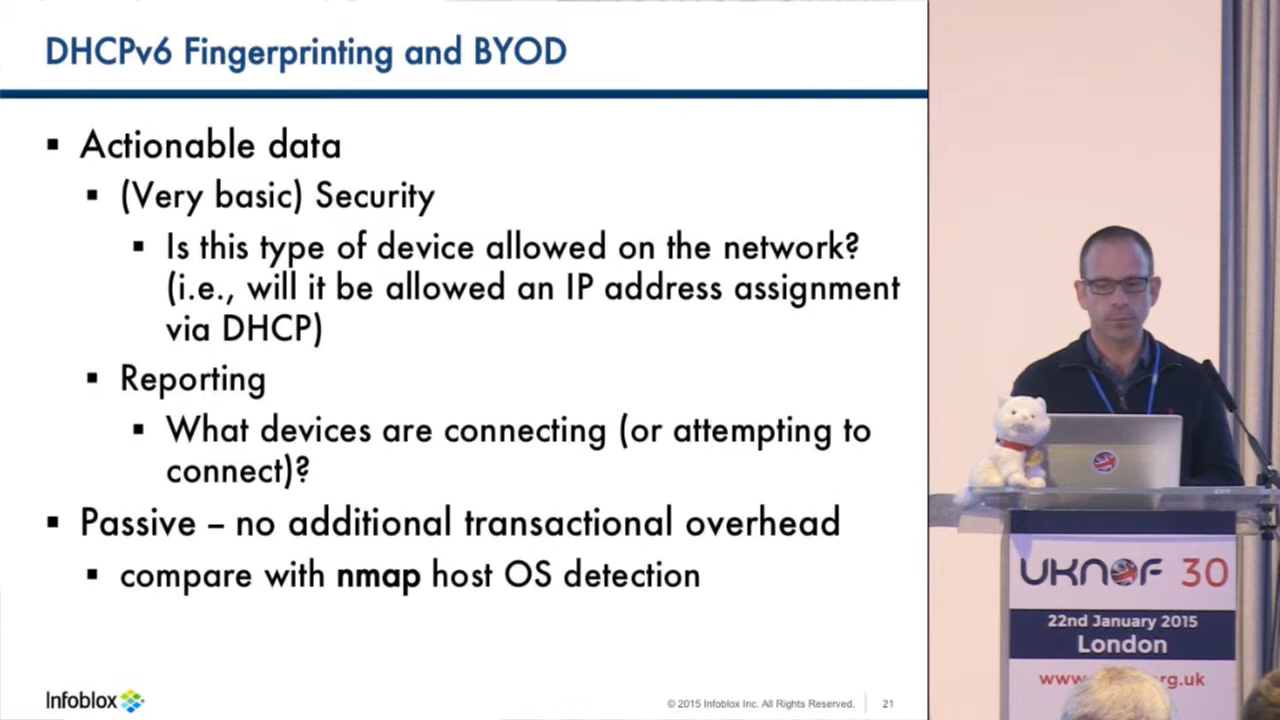 DHCPv6 Fingerprinting and BYOD
▪ Actionable data
▪ (Very basic) Security
▪ Is this type of device allowed on the network?
(i.e., will it be allowed an IP address assignment
via DHCP)
▪ Reporting
▪ What devices are connecting (or attempting to
connect)?
▪ Passive – no additional transactional overhead
▪ compare with nmap host OS detection
Infoblox
© 2015 Infoblox Inc. All Rights Reserved.
21
UKNOF 30
22nd January 2015
London